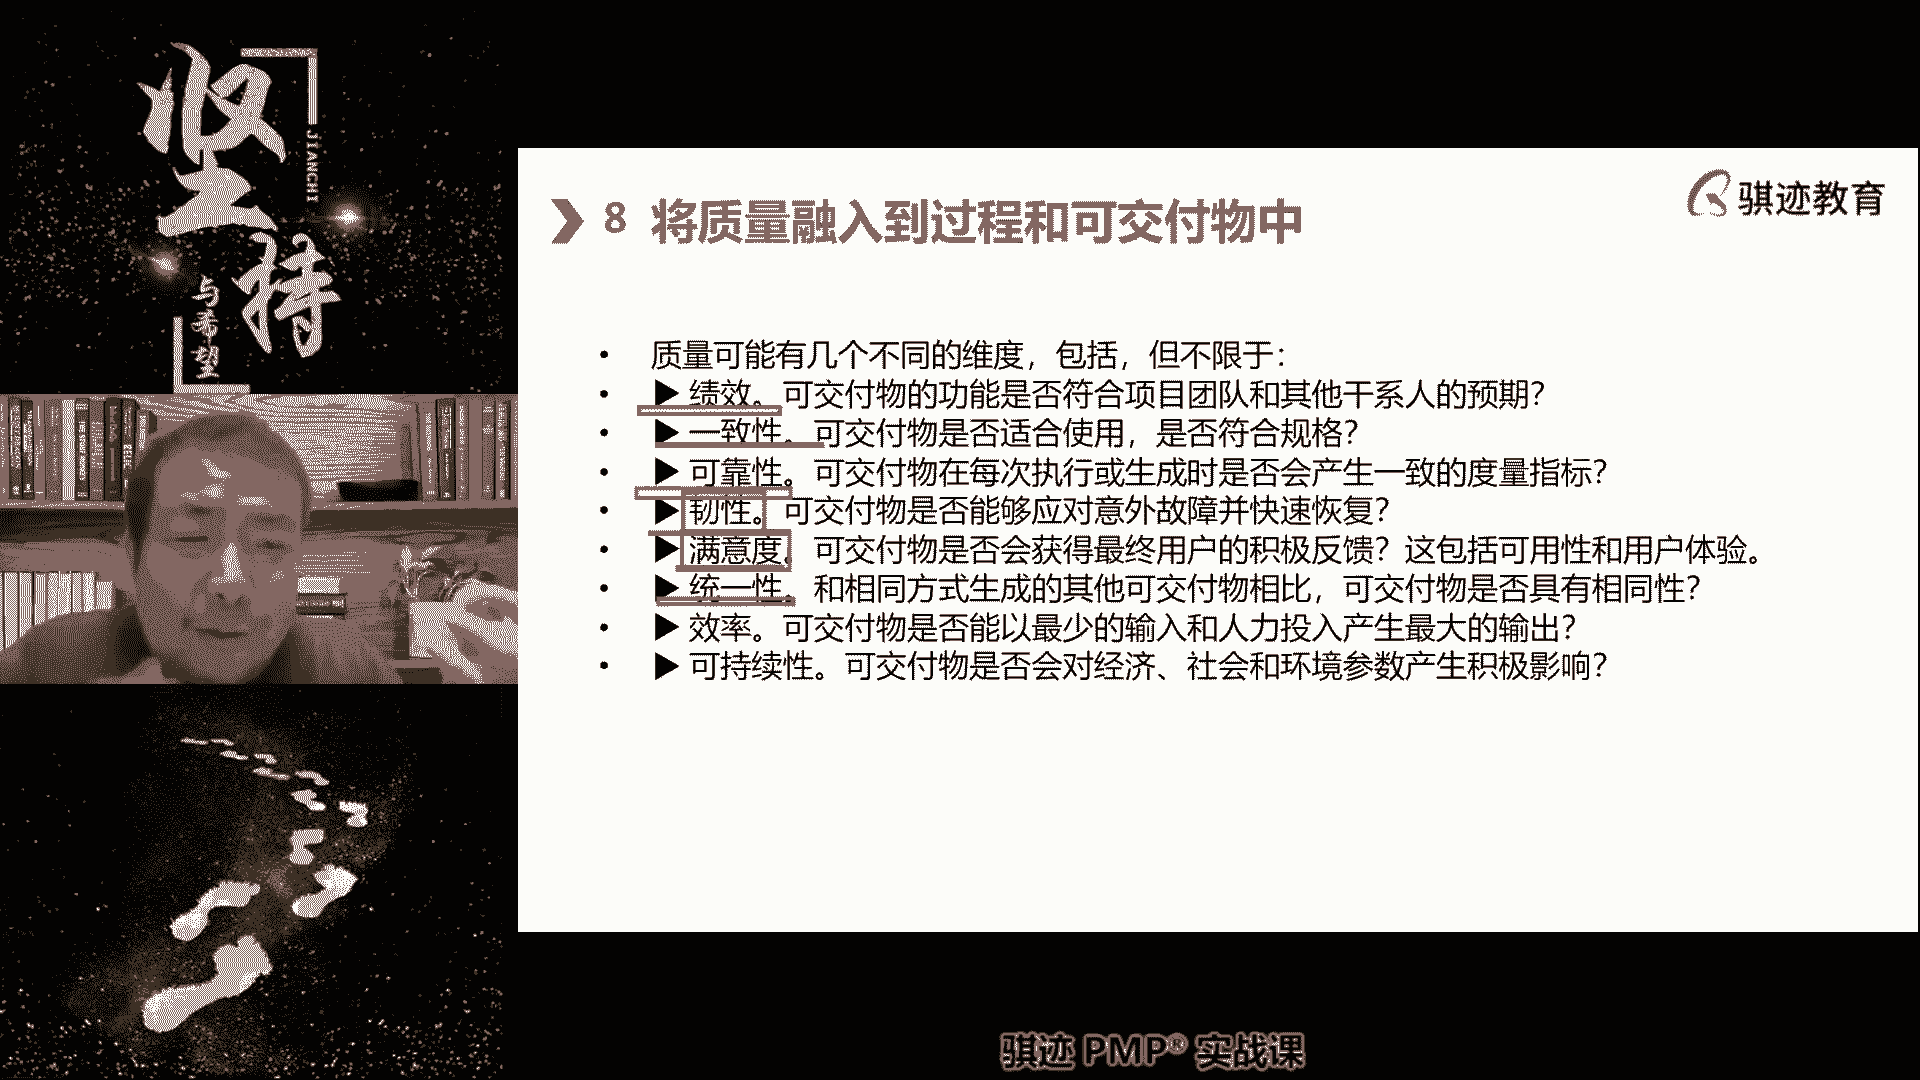 坚持
JIANCHI
与希望
骐迹教育
8 将质量融入到过程和可交付物中
• 质量可能有几个不同的维度，包括，但不限于：
• ▶ 绩效。可交付物的功能是否符合项目团队和其他干系人的预期？
• ▶ 一致性。可交付物是否适合使用，是否符合规格？
• ▶ 可靠性。可交付物在每次执行或生成时是否会产生一致的度量指标？
• ▶ 韧性。可交付物是否能够应对意外故障并快速恢复？
• ▶ 满意度。可交付物是否会获得最终用户的积极反馈？这包括可用性和用户体验。
• ▶ 统一性。和相同方式生成的其他可交付物相比，可交付物是否具有相同性？
• ▶ 效率。可交付物是否能以最少的输入和人力投入产生最大的输出？
• ▶ 可持续性。可交付物是否会对经济、社会和环境参数产生积极影响？
骐迹 PMP® 实战课